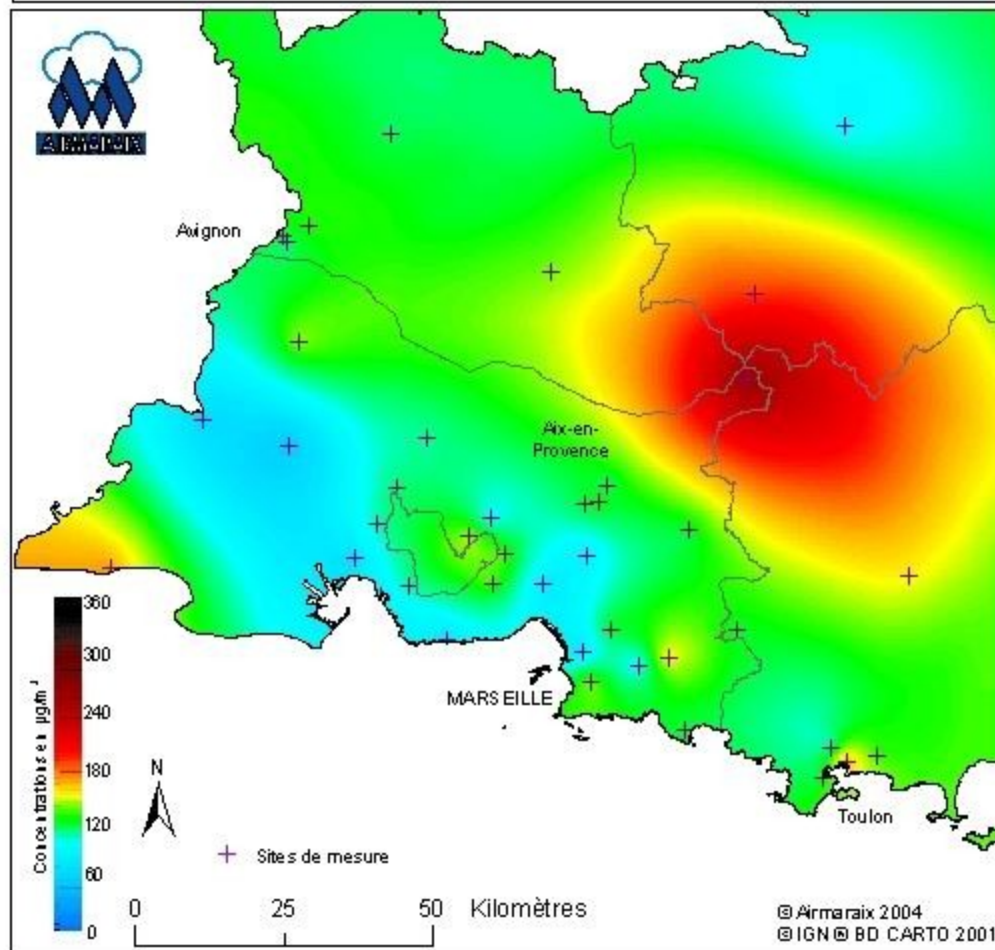 AIRMARAIX
Avignon
Aix-en-
Provence
MARSEILLE
Toulon
Concentrations en µg/m³
360
300
240
180
120
60
0
N
Sites de mesure
0 25 50 Kilomètres
© Airmaraix 2004
© IGN ® BD CARTO 2001